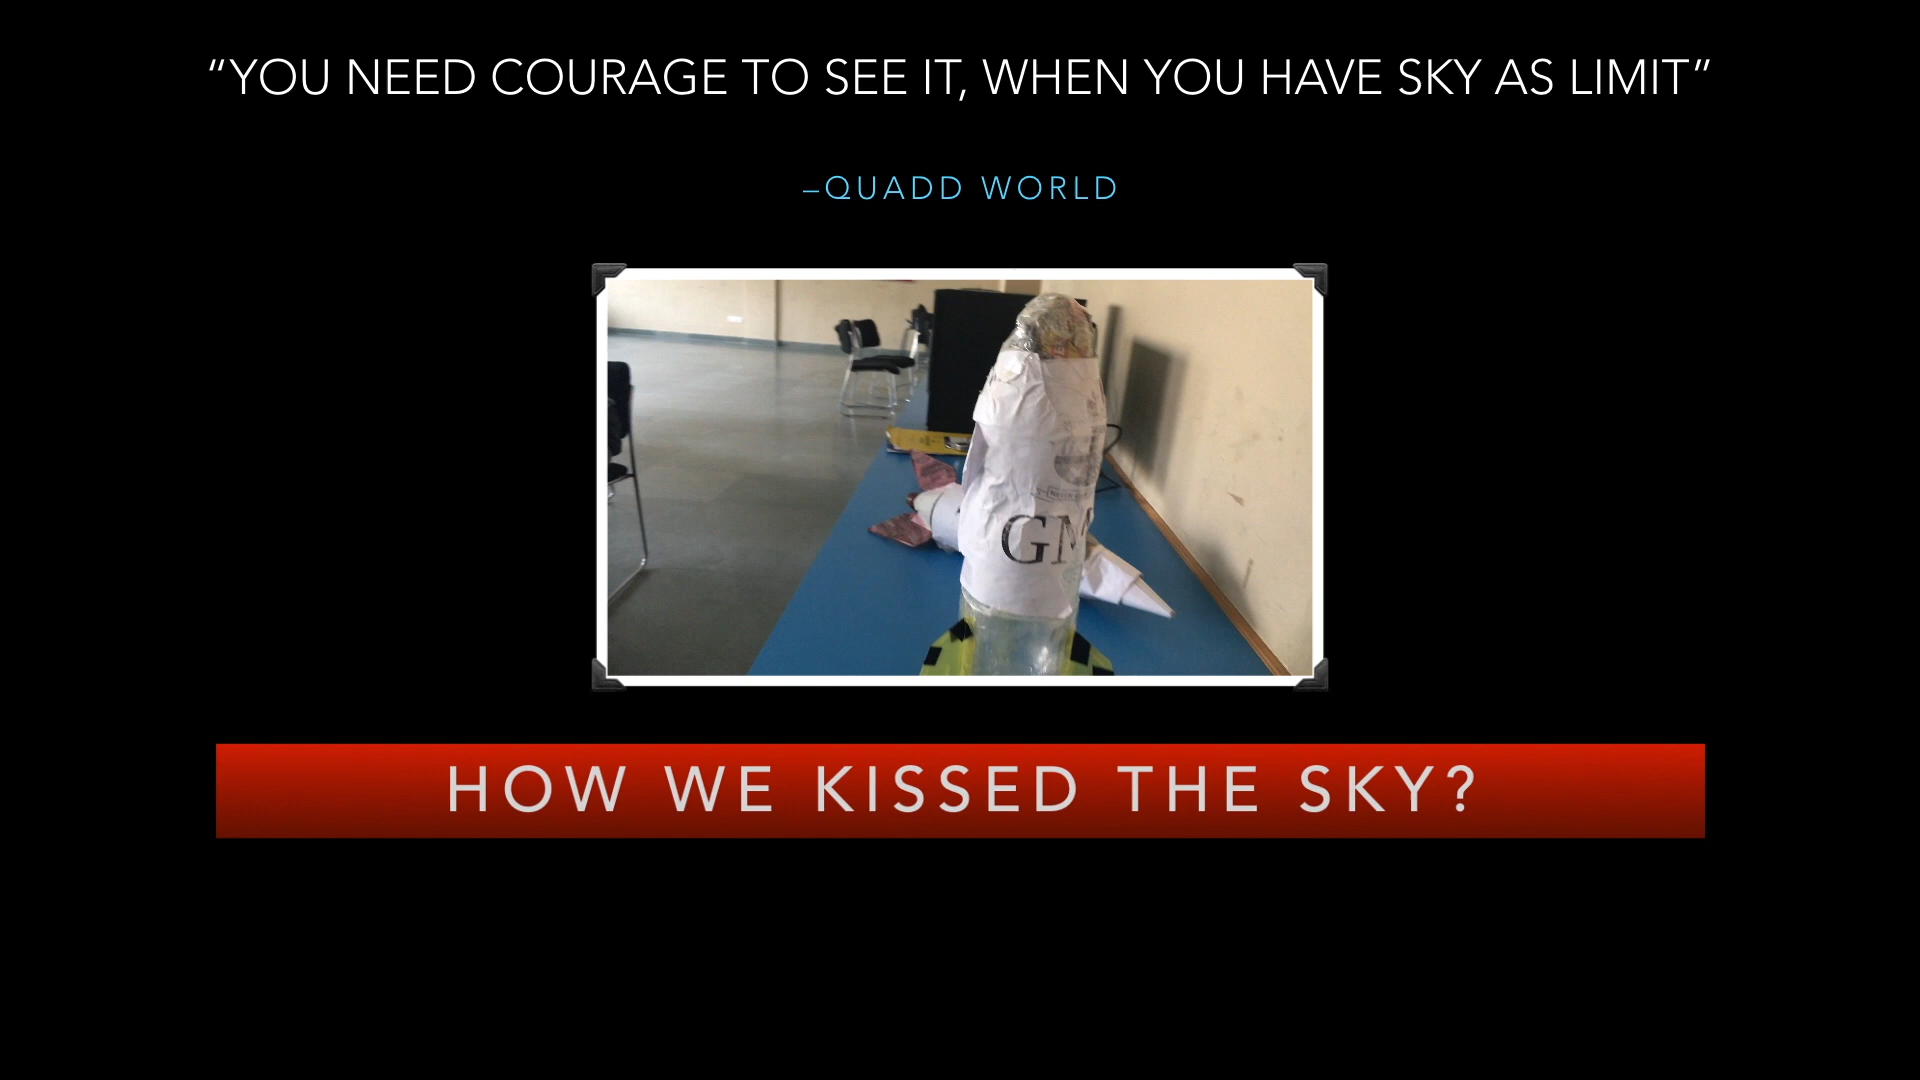 “YOU NEED COURAGE TO SEE IT, WHEN YOU HAVE SKY AS LIMIT”
–QUADD WORLD
GM
HOW WE KISSED THE SKY?